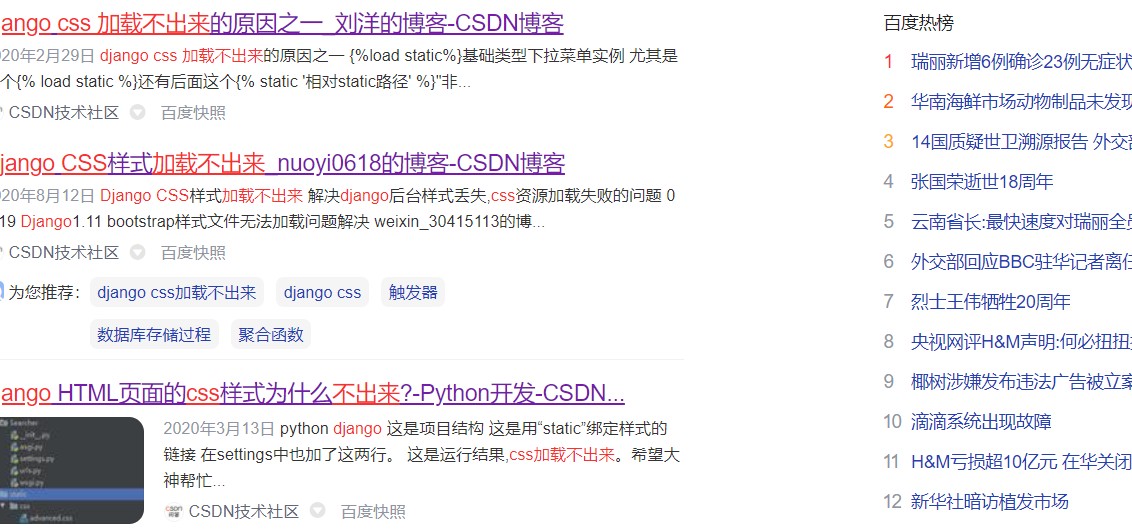 ango css 加载不出来的原因之一_刘洋的博客-CSDN博客
20年2月29日 django css 加载不出来的原因之一 {%load static%}基础类型下拉菜单实例 尤其是
个{% load static %}还有后面这个{% static '相对static路径' %}"非...
CSDN技术社区 百度快照
jango CSS样式加载不出来_nuoyi0618的博客-CSDN博客
20年8月12日 Django CSS样式加载不出来 解决django后台样式丢失,css资源加载失败的问题 0
19 Django1.11 bootstrap样式文件无法加载问题解决 weixin_30415113的博...
CSDN技术社区 百度快照
为您推荐: django css加载不出来 django css 触发器
数据库存储过程 聚合函数
ango HTML页面的css样式为什么不出来?-Python开发-CSDN...
2020年3月13日 python django 这是项目结构 这是用“static”绑定样式的
链接 在settings中也加了这两行。 这是运行结果,css加载不出来。希望大
神帮忙...
CSDN技术社区 百度快照
Searcher
__init__.py
asgi.py
settings.py
urls.py
wsgi.py
static
css
advanced.css
百度热榜
1 瑞丽新增6例确诊23例无症状
2 华南海鲜市场动物制品未发现
3 14国质疑世卫溯源报告 外交部
4 张国荣逝世18周年
5 云南省长:最快速度对瑞丽全员
6 外交部回应BBC驻华记者离任
7 烈士王伟牺牲20周年
8 央视网评H&M声明:何必扭扭
9 椰树涉嫌发布违法广告被立案
10 滴滴系统出现故障
11 H&M亏损超10亿元 在华关闭
12 新华社暗访植发市场